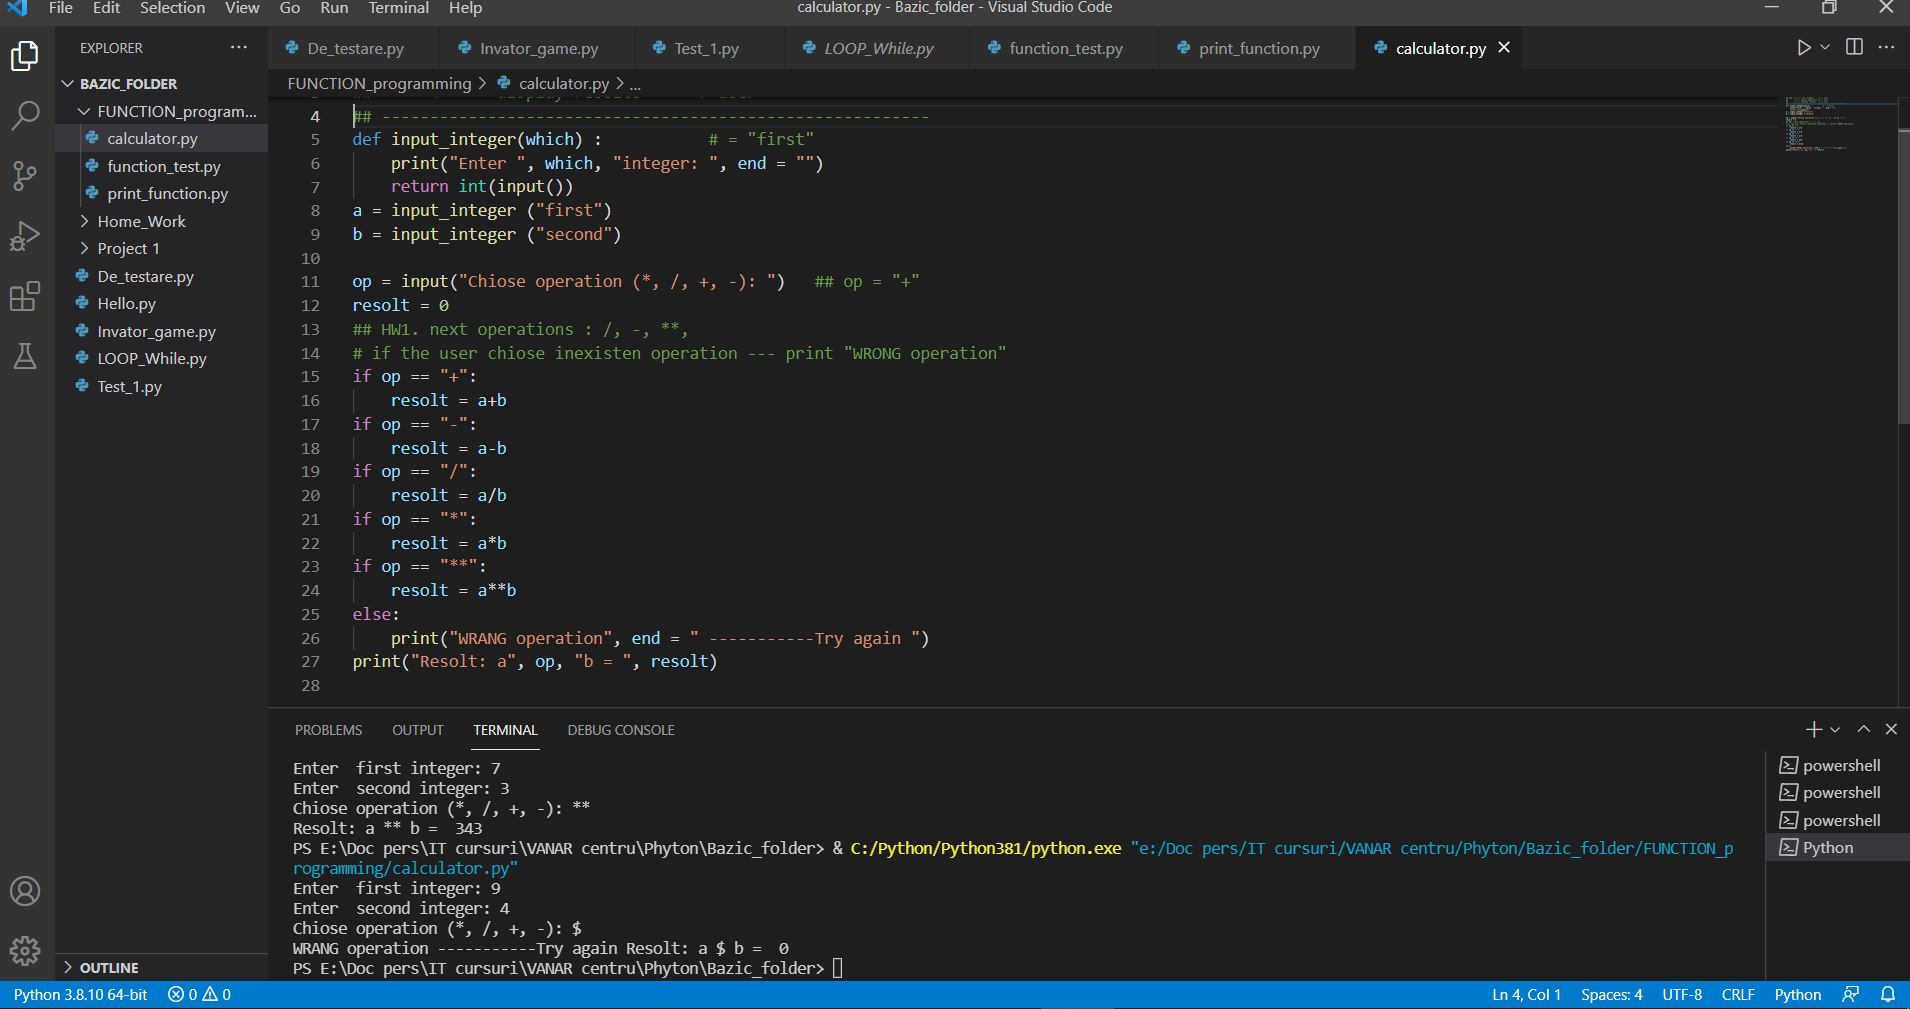 File Edit Selection View Go Run Terminal Help
calculator.py - Bazic_folder - Visual Studio Code
EXPLORER
De_testare.py
Invator_game.py
Test_1.py
LOOP_While.py
function_test.py
print_function.py
calculator.py
FUNCTION_programming > calculator.py > ...
BAZIC_FOLDER
FUNCTION_program...
calculator.py
function_test.py
print_function.py
Home_Work
Project 1
De_testare.py
Hello.py
Invator_game.py
LOOP_While.py
Test_1.py
OUTLINE
4 ## ---------------------------------------------------------
5 def input_integer(which) : # = "first"
6 print("Enter ", which, "integer: ", end = "")
7 return int(input())
8 a = input_integer ("first")
9 b = input_integer ("second")
10
11 op = input("Chiose operation (*, /, +, -): ") ## op = "+"
12 resolt = 0
13 ## HW1. next operations : /, -, **,
14 # if the user chiose inexisten operation --- print "WRONG operation"
15 if op == "+":
16 resolt = a+b
17 if op == "-":
18 resolt = a-b
19 if op == "/":
20 resolt = a/b
21 if op == "*":
22 resolt = a*b
23 if op == "**":
24 resolt = a**b
25 else:
26 print("WRANG operation", end = " -----------Try again ")
27 print("Resolt: a", op, "b = ", resolt)
28
PROBLEMS OUTPUT TERMINAL DEBUG CONSOLE
Enter  first integer: 7
Enter  second integer: 3
Chiose operation (*, /, +, -): **
Resolt: a ** b =  343
PS E:\Doc pers\IT cursuri\VANAR centru\Phyton\Bazic_folder> & C:/Python/Python381/python.exe "e:/Doc pers/IT cursuri/VANAR centru/Phyton/Bazic_folder/FUNCTION_p
rogramming/calculator.py"
Enter  first integer: 9
Enter  second integer: 4
Chiose operation (*, /, +, -): $
WRANG operation -----------Try again Resolt: a $ b =  0
PS E:\Doc pers\IT cursuri\VANAR centru\Phyton\Bazic_folder>
powershell
powershell
powershell
Python
Python 3.8.10 64-bit 0 0
Ln 4, Col 1 Spaces: 4 UTF-8 CRLF Python